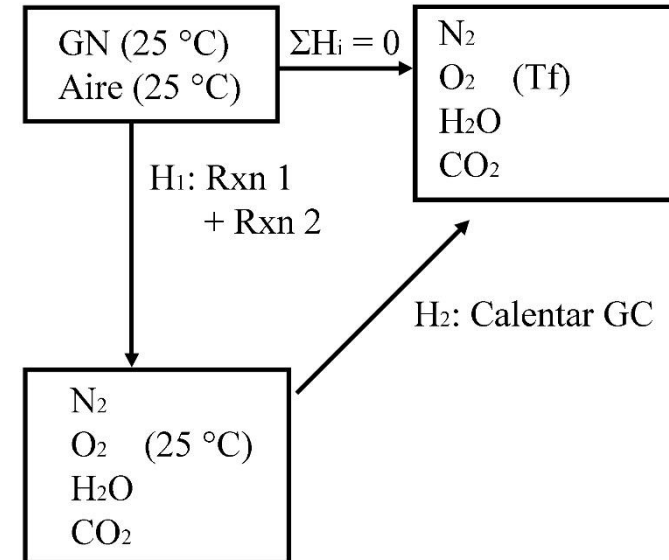 GN (25 °C)
Aire (25 °C)
ΣHᵢ = 0
N₂
O₂ (Tf)
H₂O
CO₂
H₁: Rxn 1
+ Rxn 2
H₂: Calentar GC
N₂
O₂ (25 °C)
H₂O
CO₂